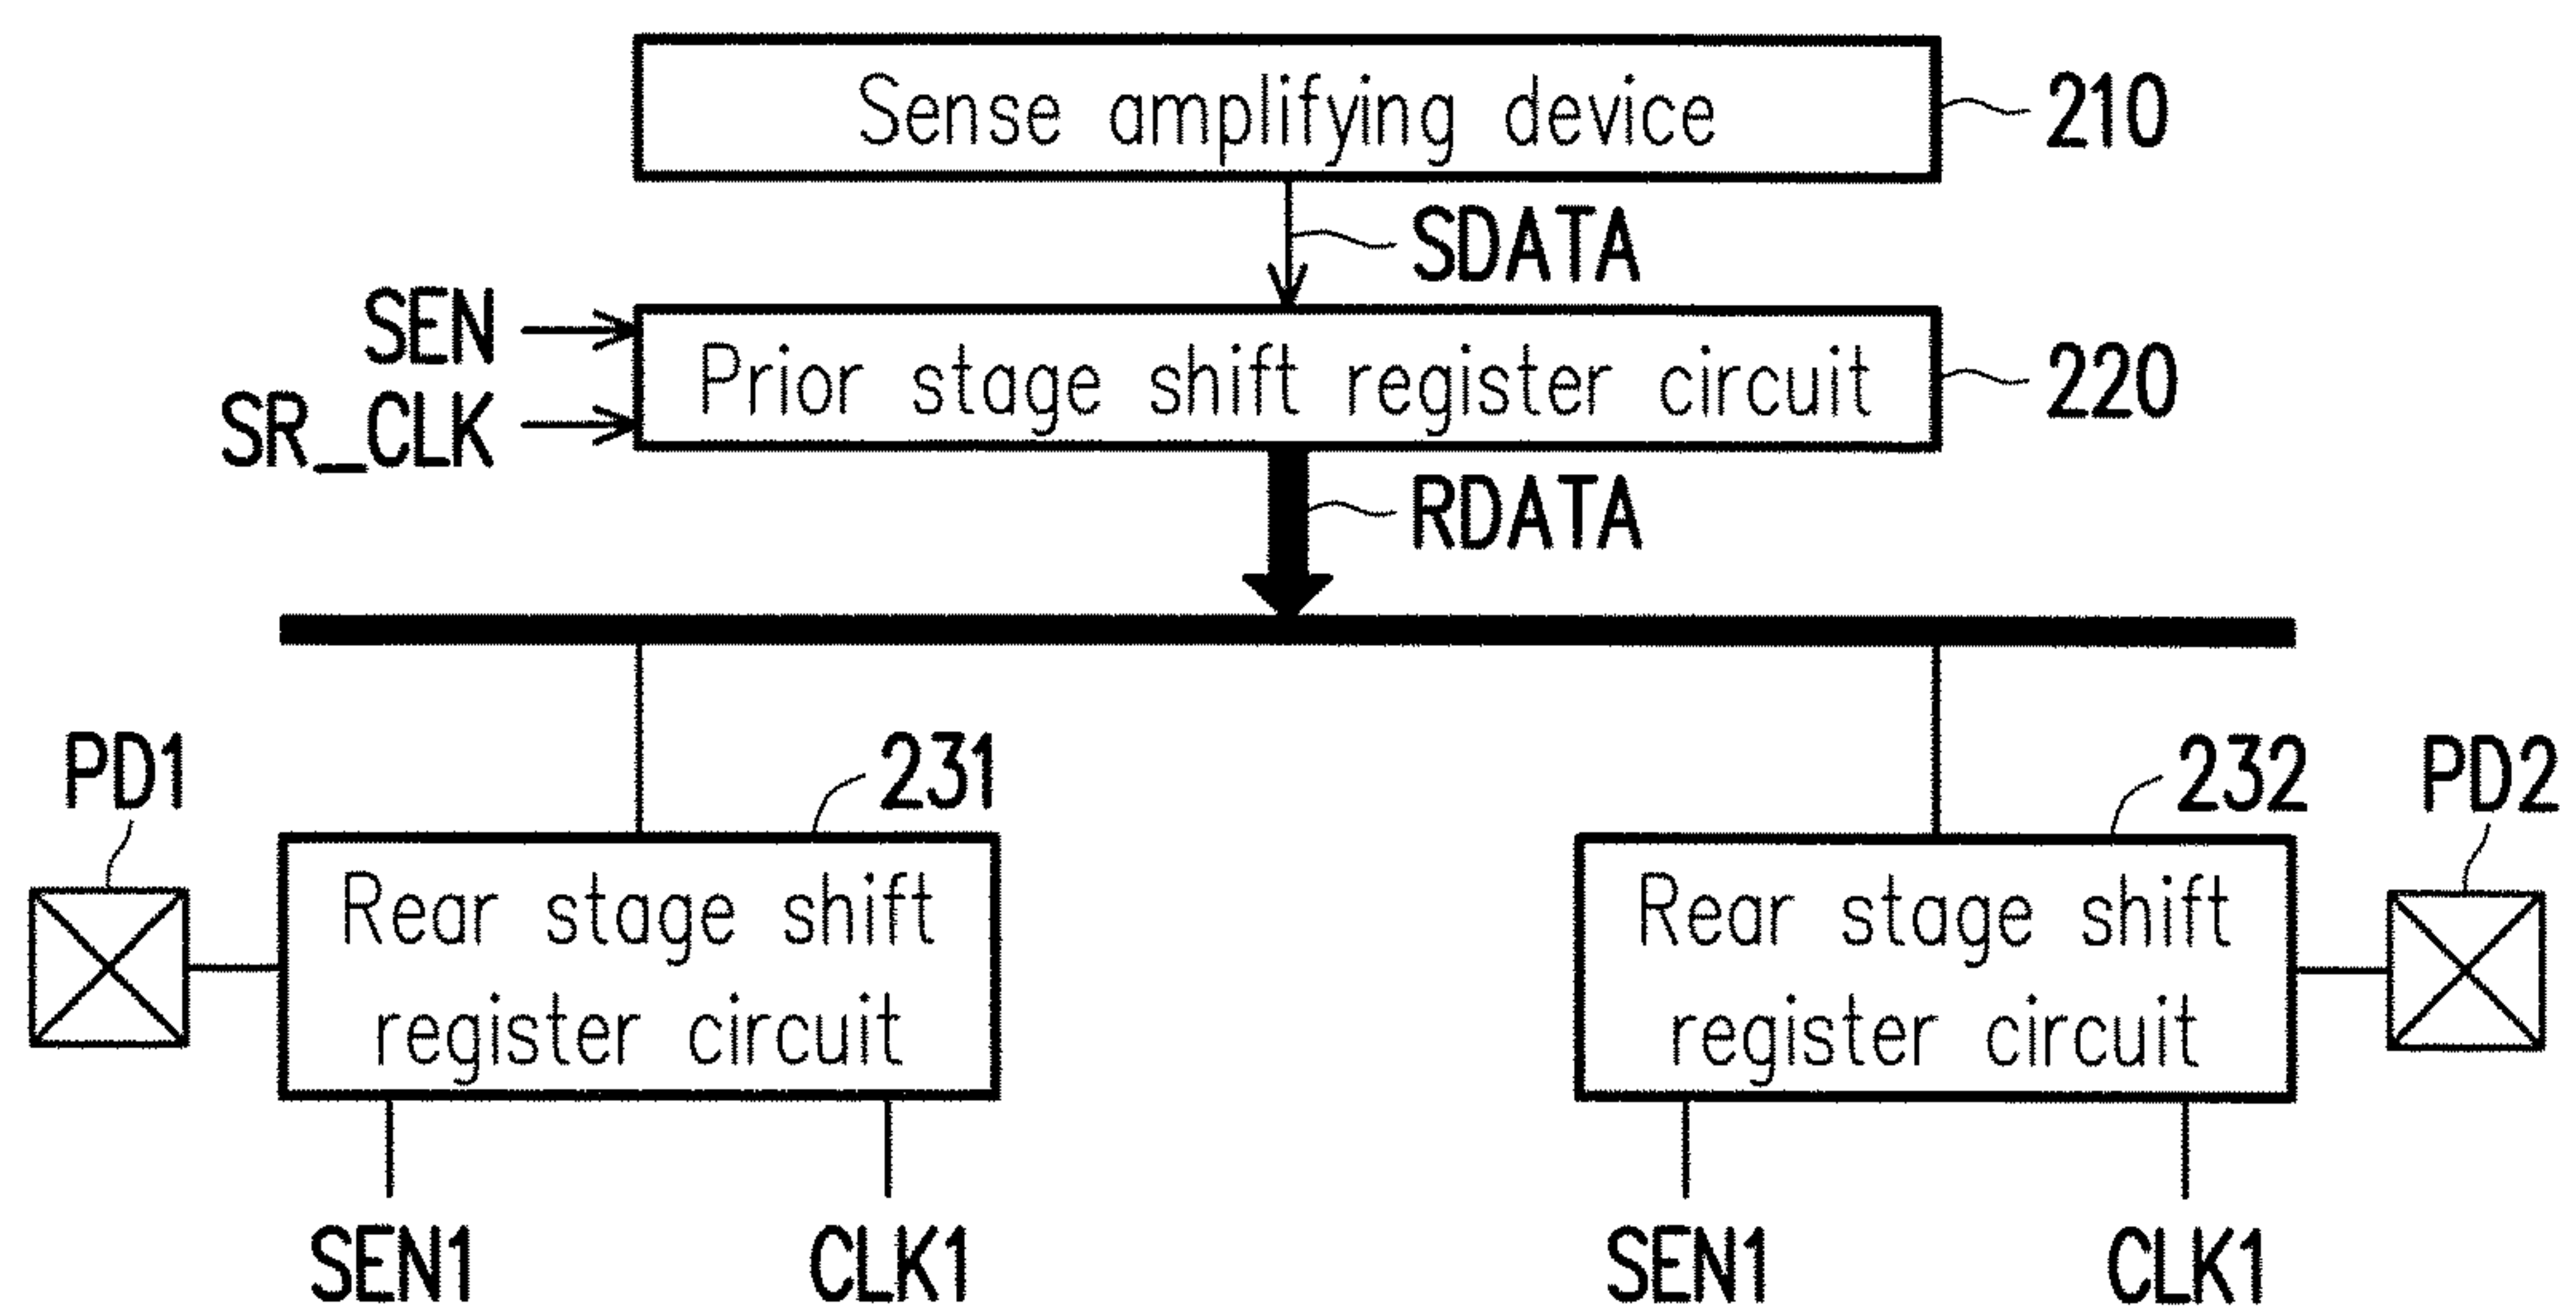 Sense amplifying device
210
SDATA
SEN
SR_CLK
Prior stage shift register circuit
220
RDATA
PD1
231
232
PD2
Rear stage shift
register circuit
Rear stage shift
register circuit
SEN1
CLK1
SEN1
CLK1